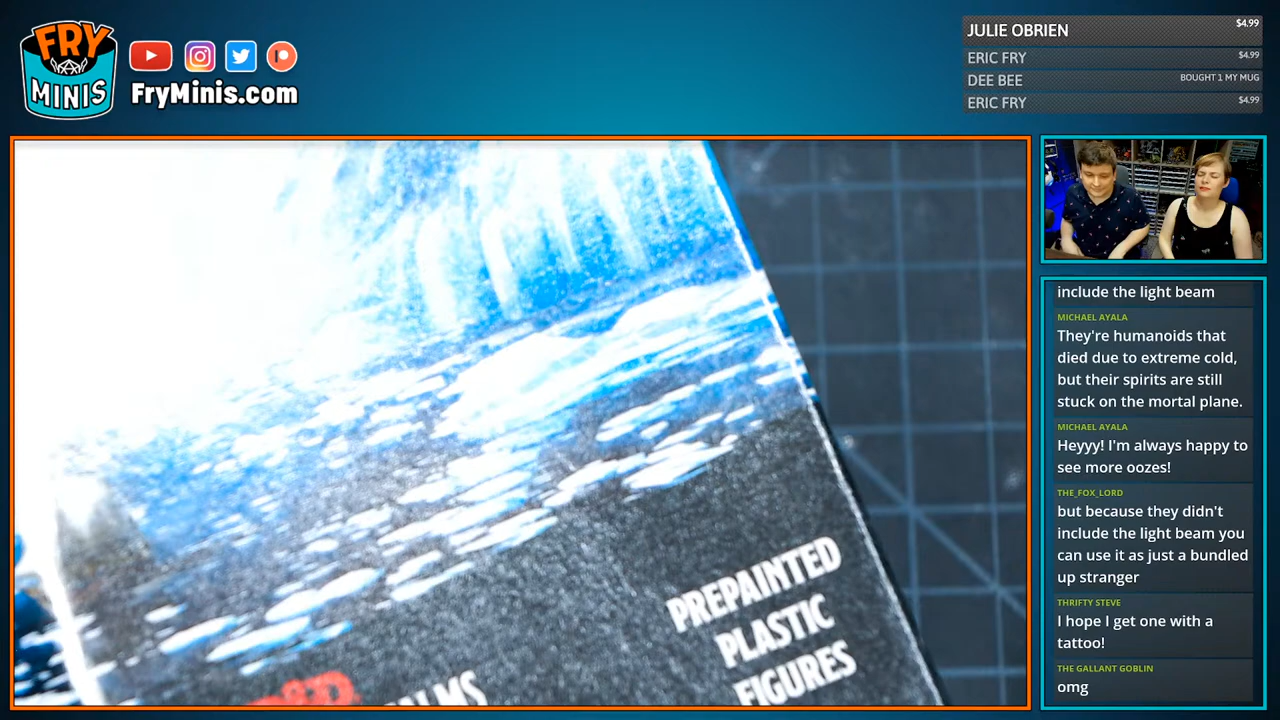 FRY
MINIS
FryMinis.com
JULIE OBRIEN $4.99
ERIC FRY $4.99
DEE BEE BOUGHT 1 MY MUG
ERIC FRY $4.99
include the light beam
MICHAEL AYALA
They're humanoids that
died due to extreme cold,
but their spirits are still
stuck on the mortal plane.
MICHAEL AYALA
Heyyy! I'm always happy to
see more oozes!
THE_FOX_LORD
but because they didn't
include the light beam you
can use it as just a bundled
up stranger
THRIFTY STEVE
I hope I get one with a
tattoo!
THE GALLANT GOBLIN
omg
PREPAINTED
PLASTIC
FIGURES